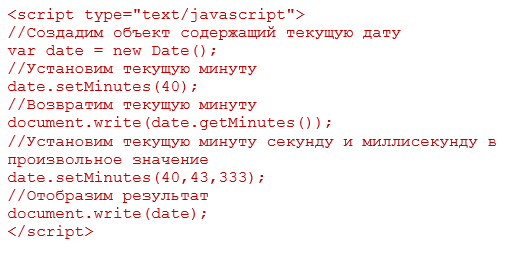 <script type="text/javascript">
//Создадим объект содержащий текущую дату
var date = new Date();
//Установим текущую минуту
date.setMinutes(40);
//Возвратим текущую минуту
document.write(date.getMinutes());
//Установим текущую минуту секунду и миллисекунду в
произвольное значение
date.setMinutes(40,43,333);
//Отобразим результат
document.write(date);
</script>